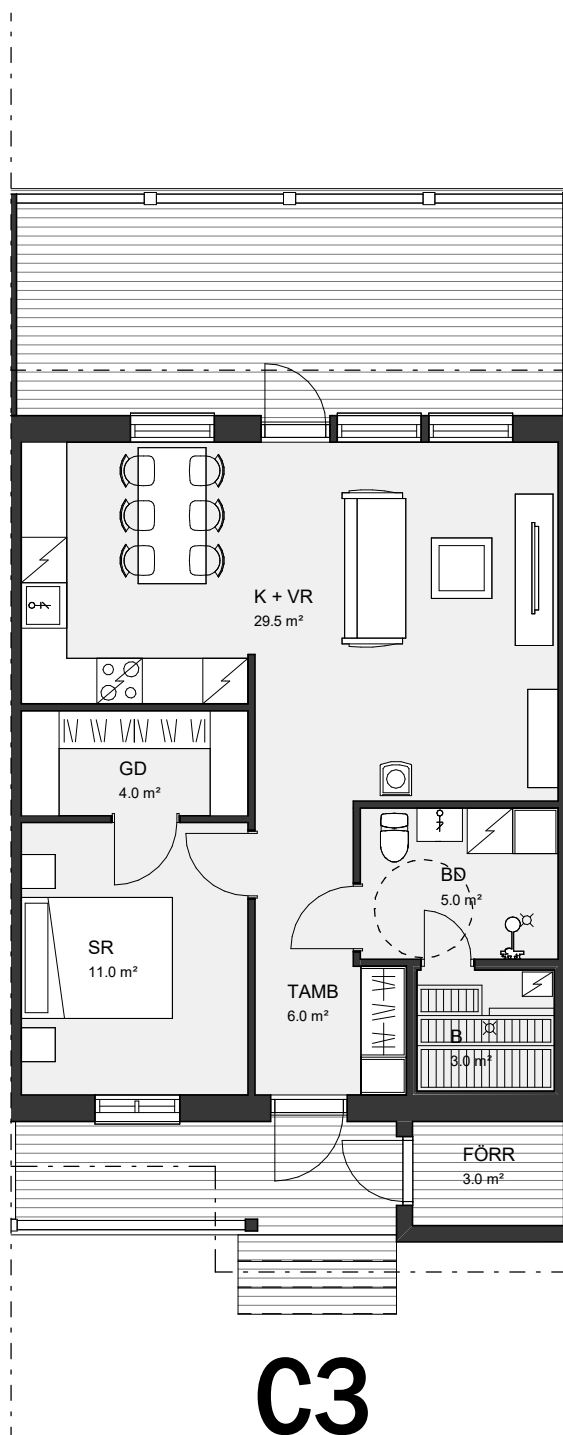 K + VR
29.5 m²
GD
4.0 m²
BD
5.0 m²
SR
11.0 m²
TAMB
6.0 m²
B
3.0 m²
FÖRR
3.0 m²
C3